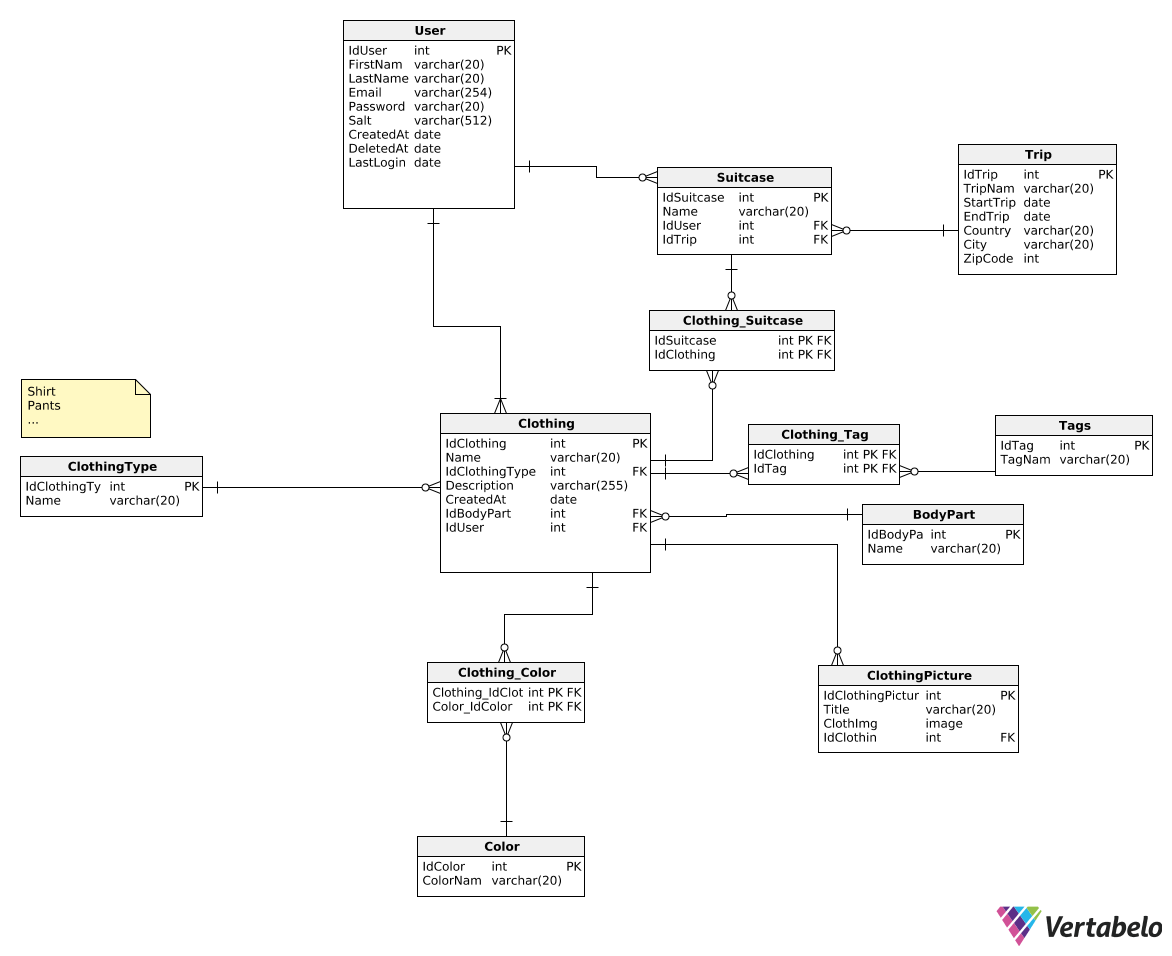 User
IdUser int PK
FirstNam varchar(20)
LastName varchar(20)
Email varchar(254)
Password varchar(20)
Salt varchar(512)
CreatedAt date
DeletedAt date
LastLogin date
Suitcase
IdSuitcase int PK
Name varchar(20)
IdUser int FK
IdTrip int FK
Trip
IdTrip int PK
TripNam varchar(20)
StartTrip date
EndTrip date
Country varchar(20)
City varchar(20)
ZipCode int
Clothing_Suitcase
IdSuitcase int PK FK
IdClothing int PK FK
Shirt
Pants
...
ClothingType
IdClothingTy int PK
Name varchar(20)
Clothing
IdClothing int PK
Name varchar(20)
IdClothingType int FK
Description varchar(255)
CreatedAt date
IdBodyPart int FK
IdUser int FK
Clothing_Tag
IdClothing int PK FK
IdTag int PK FK
Tags
IdTag int PK
TagNam varchar(20)
BodyPart
IdBodyPa int PK
Name varchar(20)
Clothing_Color
Clothing_IdClot int PK FK
Color_IdColor int PK FK
ClothingPicture
IdClothingPictur int PK
Title varchar(20)
ClothImg image
IdClothin int FK
Color
IdColor int PK
ColorNam varchar(20)
Vertabelo